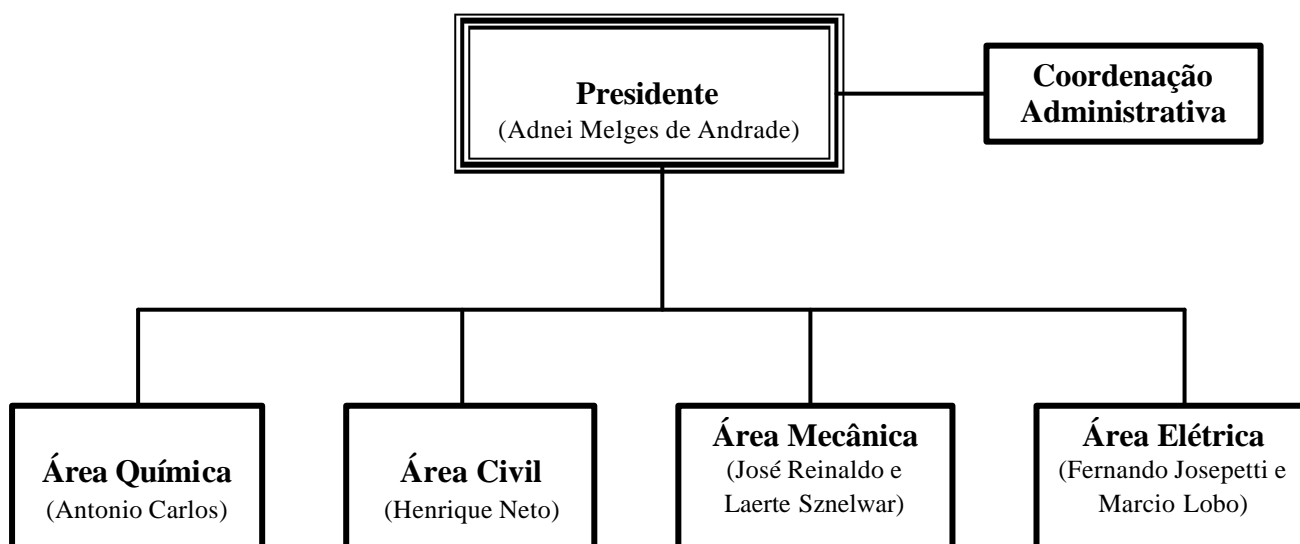 Presidente
(Adnei Melges de Andrade)
Coordenação
Administrativa
Área Química
(Antonio Carlos)
Área Civil
(Henrique Neto)
Área Mecânica
(José Reinaldo e
Laerte Sznelwar)
Área Elétrica
(Fernando Josepetti e
Marcio Lobo)